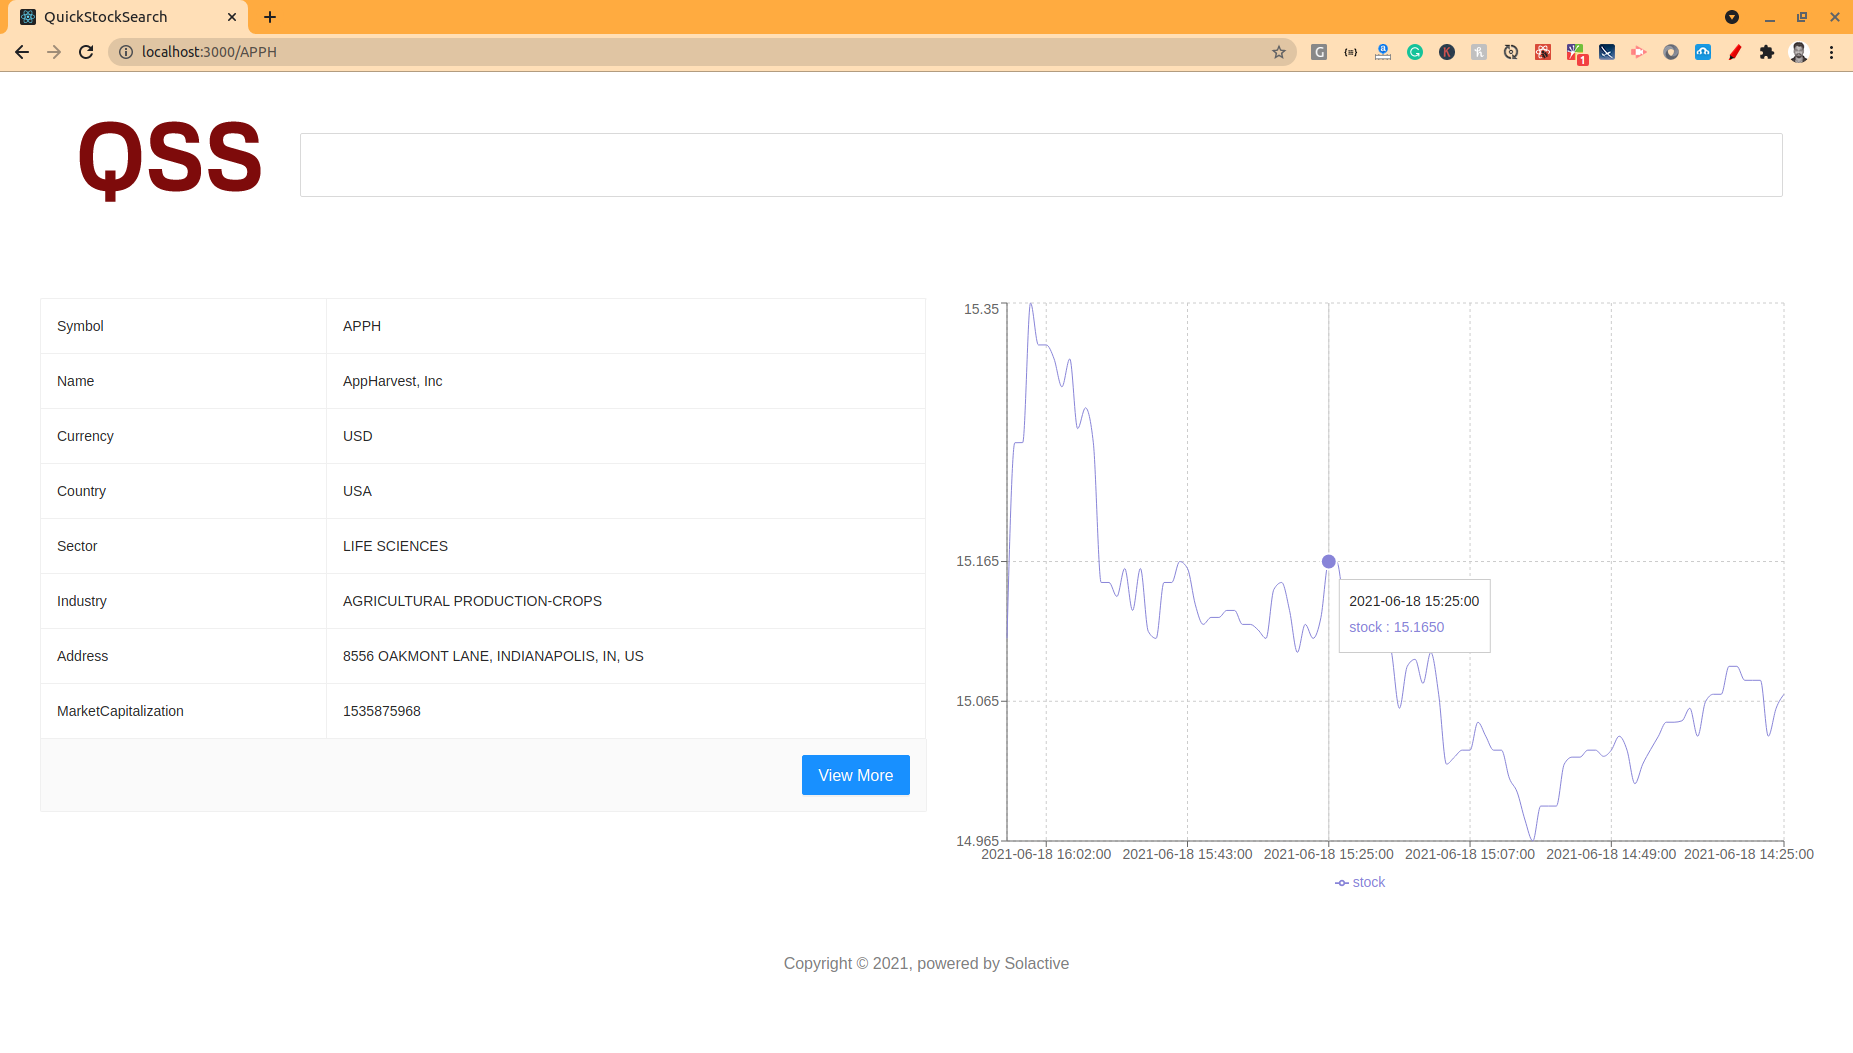 QuickStockSearch
localhost:3000/APPH
1
QSS
Symbol APPH
Name AppHarvest, Inc
Currency USD
Country USA
Sector LIFE SCIENCES
Industry AGRICULTURAL PRODUCTION-CROPS
Address 8556 OAKMONT LANE, INDIANAPOLIS, IN, US
MarketCapitalization 1535875968
View More
15.35
15.165
15.065
14.965
2021-06-18 15:25:00
stock : 15.1650
2021-06-18 16:02:00 2021-06-18 15:43:00 2021-06-18 15:25:00 2021-06-18 15:07:00 2021-06-18 14:49:00 2021-06-18 14:25:00
stock
Copyright © 2021, powered by Solactive